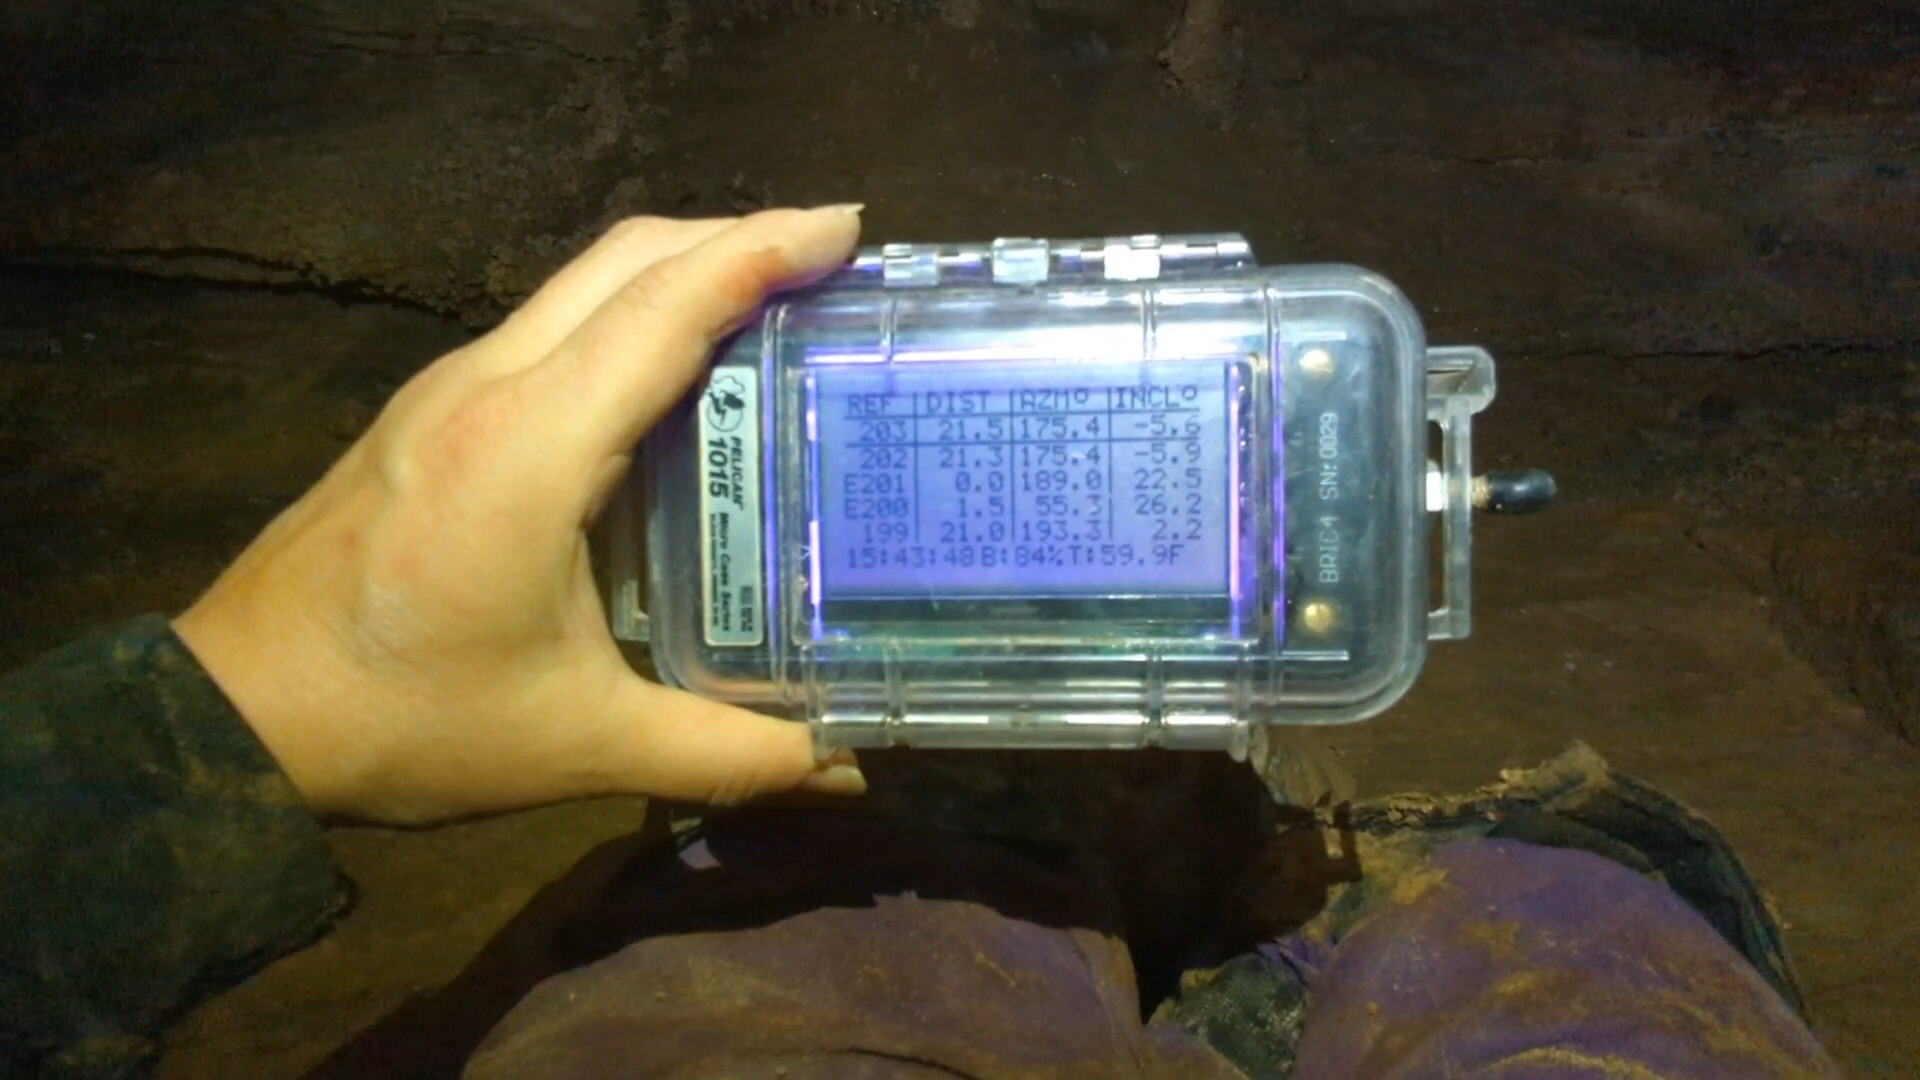 REF DIST AZM° INCL°
203 21.5 175.4 -5.6
202 21.3 175.4 -5.9
E201 0.0 189.0 22.5
E200 1.5 55.3 26.2
199 21.0 193.3 2.2
15:43:48 B:84% T:59.9F
PELICAN
1015 Micro Case Series
BRIC4 SN:0029